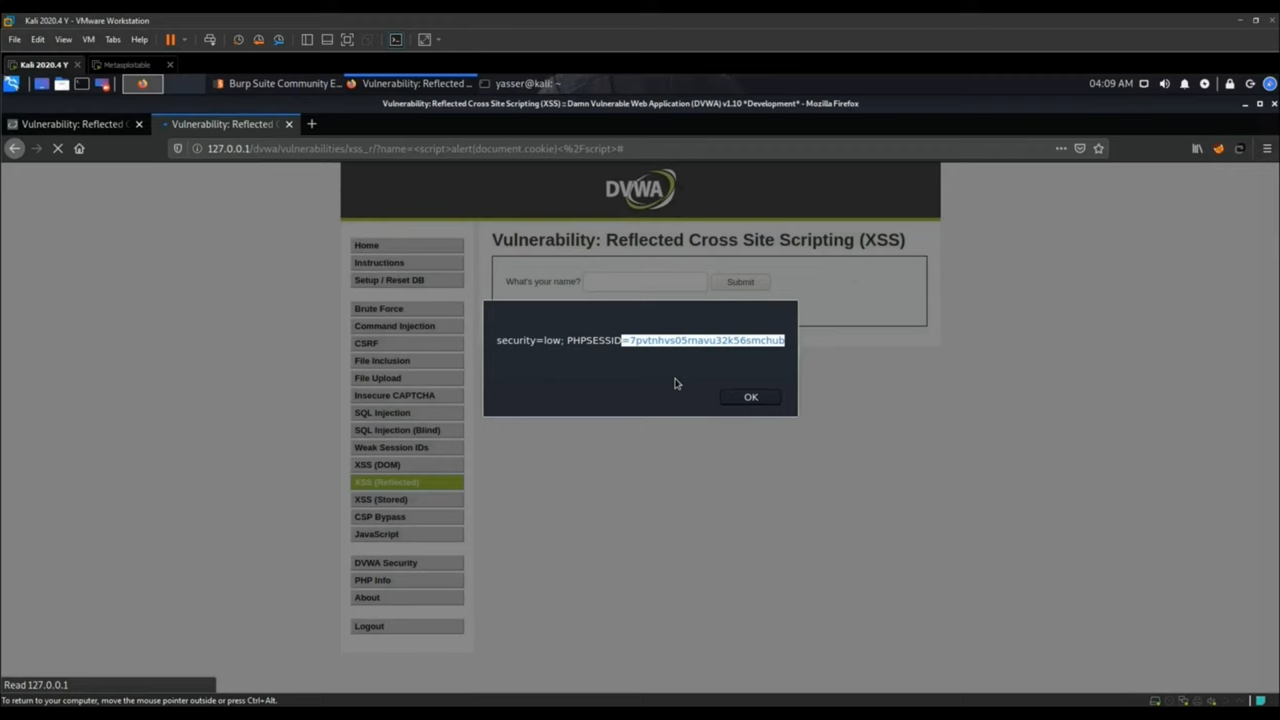 Kali 2020.4 Y - VMware Workstation
File Edit View VM Tabs Help
Kali 2020.4 Y Metasploitable
Burp Suite Community E... Vulnerability: Reflected ... yasser@kali: ~ 04:09 AM
Vulnerability: Reflected Cross Site Scripting (XSS) :: Damn Vulnerable Web Application (DVWA) v1.10 *Development* - Mozilla Firefox
Vulnerability: Reflected C Vulnerability: Reflected C
127.0.0.1/dvwa/vulnerabilities/xss_r/?name=<script>alert(document.cookie)<%2Fscript>#
DVWA
Vulnerability: Reflected Cross Site Scripting (XSS)
What's your name? Submit
security=low; PHPSESSID=7pvtnhvs05mavu32k56smchub
OK
Home
Instructions
Setup / Reset DB
Brute Force
Command Injection
CSRF
File Inclusion
File Upload
Insecure CAPTCHA
SQL Injection
SQL Injection (Blind)
Weak Session IDs
XSS (DOM)
XSS (Reflected)
XSS (Stored)
CSP Bypass
JavaScript
DVWA Security
PHP Info
About
Logout
Read 127.0.0.1
To return to your computer, move the mouse pointer outside or press Ctrl+Alt.